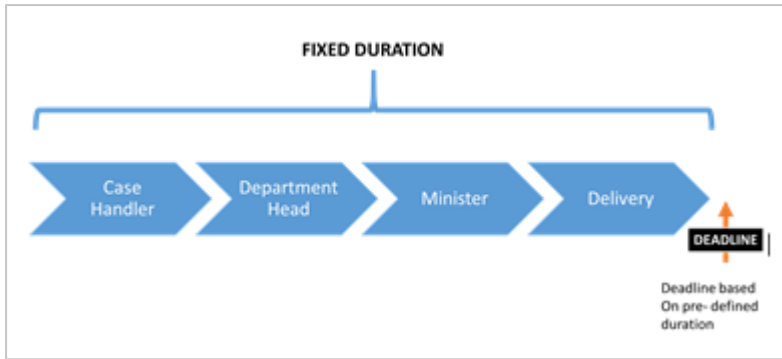 FIXED DURATION
Case
Handler
Department
Head
Minister
Delivery
DEADLINE
Deadline based
On pre- defined
duration